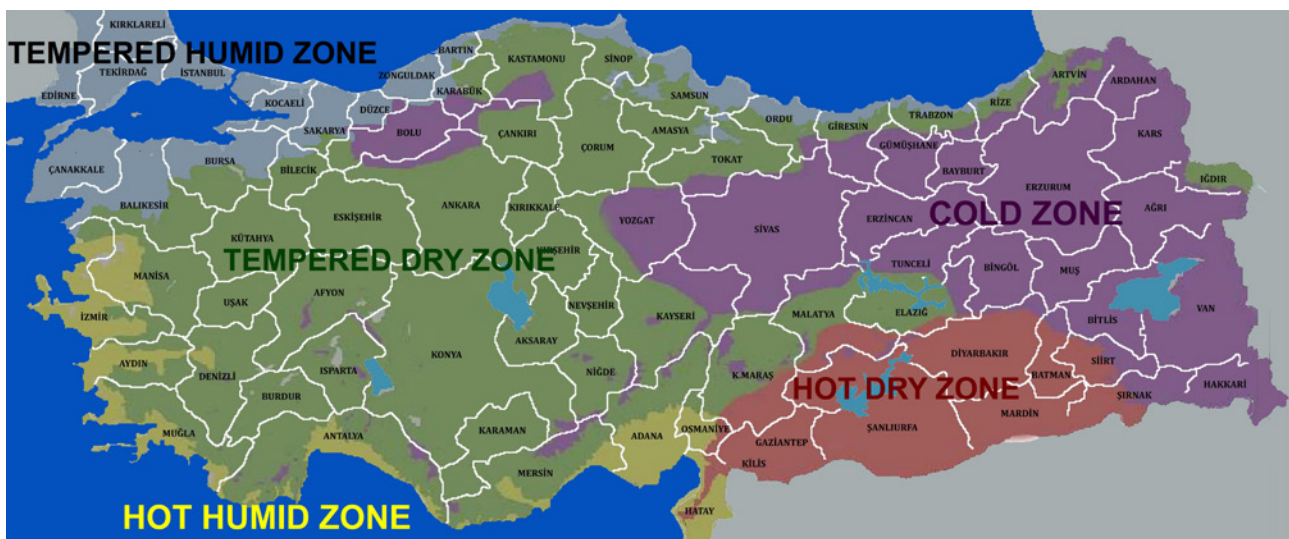 KIRKLARELİ
TEMPERED HUMID ZONE
TEKİRDAĞ
İSTANBUL
EDİRNE
KOCAELİ
SAKARYA
DÜZCE
ZONGULDAK
BARTIN
KARABÜK
KASTAMONU
SİNOP
SAMSUN
ORDU
GİRESUN
TRABZON
RİZE
ARTVİN
ARDAHAN
KARS
ÇANAKKALE
BURSA
BİLECİK
BOLU
ÇANKIRI
ÇORUM
AMASYA
TOKAT
GÜMÜŞHANE
BAYBURT
ERZURUM
IĞDIR
BALIKESİR
KÜTAHYA
ESKİŞEHİR
ANKARA
KIRIKKALE
YOZGAT
SİVAS
ERZİNCAN
COLD ZONE
AĞRI
TEMPERED DRY ZONE
MANİSA
UŞAK
AFYON
NEVŞEHİR
KAYSERİ
MALATYA
TUNCELİ
ELAZIĞ
BİNGÖL
MUŞ
BİTLİS
VAN
İZMİR
AYDIN
DENİZLİ
ISPARTA
KONYA
AKSARAY
NİĞDE
K.MARAŞ
HOT DRY ZONE
DİYARBAKIR
BATMAN
SİİRT
ŞIRNAK
HAKKARİ
BURDUR
MUĞLA
ANTALYA
KARAMAN
MERSİN
ADANA
OSMANİYE
GAZİANTEP
KİLİS
ŞANLIURFA
MARDİN
HATAY
HOT HUMID ZONE